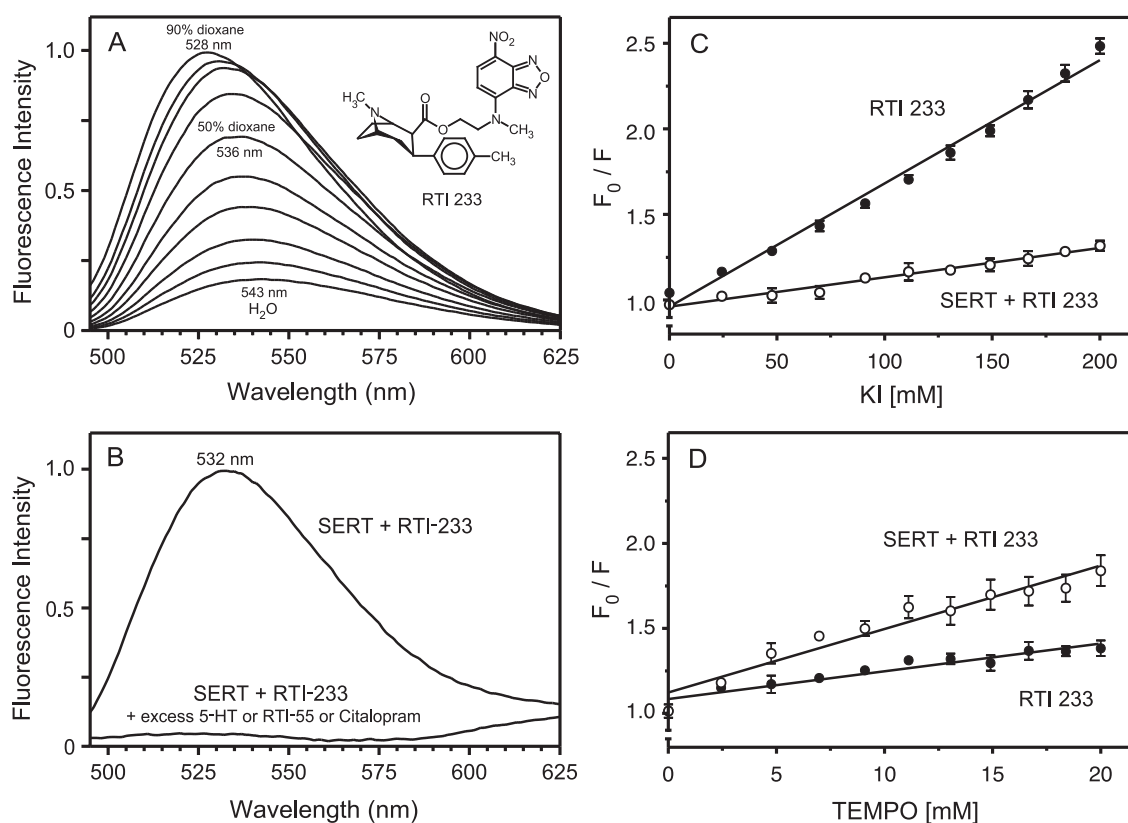 A
90% dioxane
528 nm
50% dioxane
536 nm
543 nm
H2O
NO2
N
O
N
H3C
N
O
O
N
CH3
CH3
RTI 233
Fluorescence Intensity
1.0
0.5
0
500 525 550 575 600 625
Wavelength (nm)
B
532 nm
SERT + RTI-233
SERT + RTI-233
+ excess 5-HT or RTI-55 or Citalopram
Fluorescence Intensity
1.0
0.5
0
500 525 550 575 600 625
Wavelength (nm)
C
RTI 233
SERT + RTI 233
F0 / F
2.5
2.0
1.5
1.0
0 50 100 150 200
KI [mM]
D
SERT + RTI 233
RTI 233
F0 / F
2.5
2.0
1.5
1.0
0 5 10 15 20
TEMPO [mM]